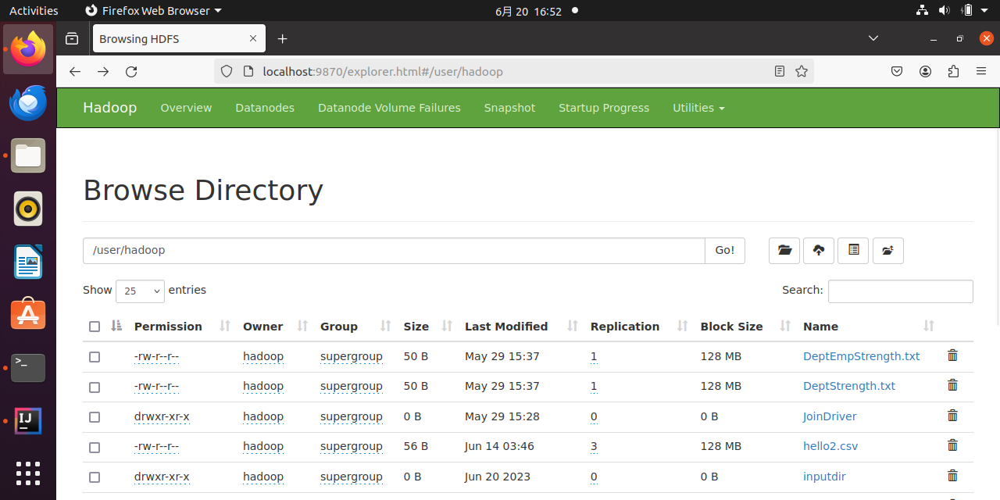 Activities Firefox Web Browser 6月 20 16:52
Browsing HDFS
localhost:9870/explorer.html#/user/hadoop
Hadoop Overview Datanodes Datanode Volume Failures Snapshot Startup Progress Utilities
Browse Directory
/user/hadoop Go!
Show 25 entries Search:
Permission Owner Group Size Last Modified Replication Block Size Name
-rw-r--r-- hadoop supergroup 50 B May 29 15:37 1 128 MB DeptEmpStrength.txt
-rw-r--r-- hadoop supergroup 50 B May 29 15:37 1 128 MB DeptStrength.txt
drwxr-xr-x hadoop supergroup 0 B May 29 15:28 0 0 B JoinDriver
-rw-r--r-- hadoop supergroup 56 B Jun 14 03:46 3 128 MB hello2.csv
drwxr-xr-x hadoop supergroup 0 B Jun 20 2023 0 0 B inputdir
>_
IJ